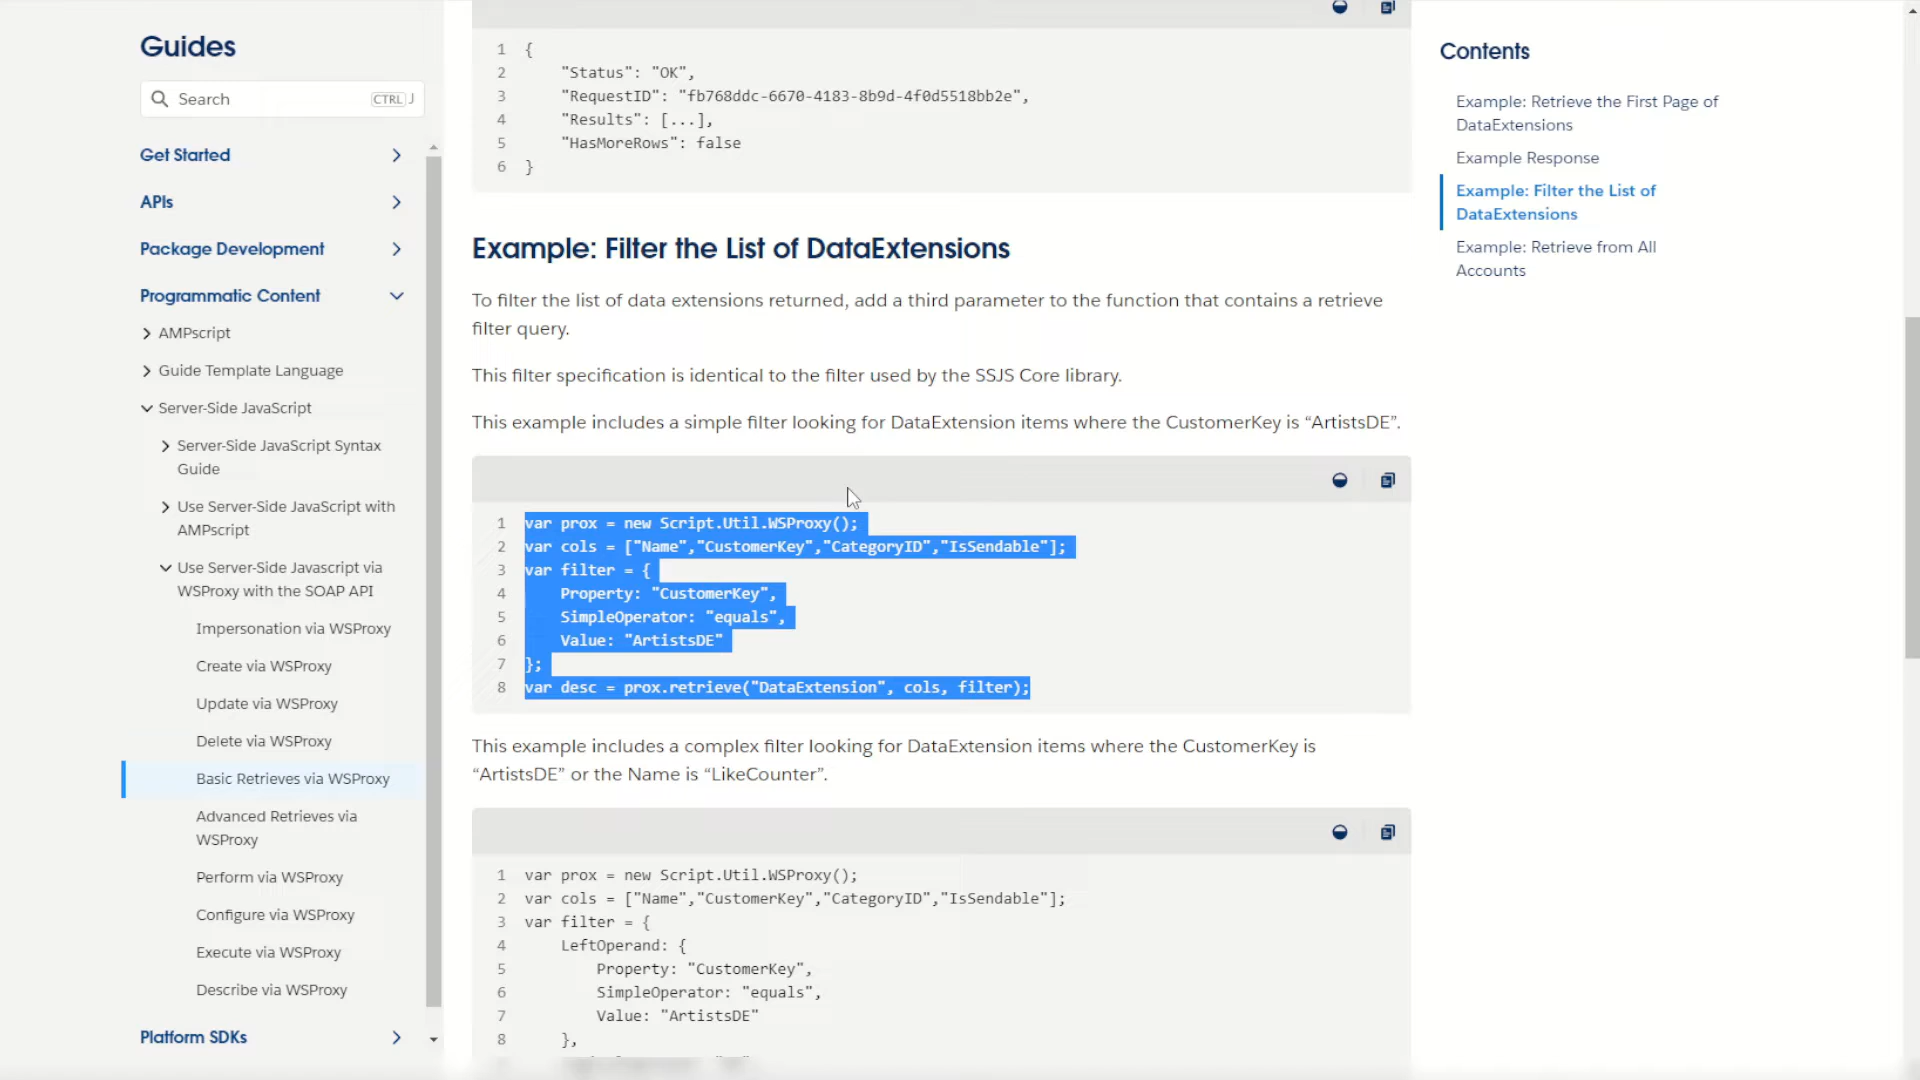 Guides
Search
CTRL J
Get Started
APIs
Package Development
Programmatic Content
AMPscript
Guide Template Language
Server-Side JavaScript
Server-Side JavaScript Syntax
Guide
Use Server-Side JavaScript with
AMPscript
Use Server-Side Javascript via
WSProxy with the SOAP API
Impersonation via WSProxy
Create via WSProxy
Update via WSProxy
Delete via WSProxy
Basic Retrieves via WSProxy
Advanced Retrieves via
WSProxy
Perform via WSProxy
Configure via WSProxy
Execute via WSProxy
Describe via WSProxy
Platform SDKs
1 {
2 "Status": "OK",
3 "RequestID": "fb768ddc-6670-4183-8b9d-4f0d5518bb2e",
4 "Results": [...],
5 "HasMoreRows": false
6 }
Example: Filter the List of DataExtensions
To filter the list of data extensions returned, add a third parameter to the function that contains a retrieve
filter query.
This filter specification is identical to the filter used by the SSJS Core library.
This example includes a simple filter looking for DataExtension items where the CustomerKey is “ArtistsDE”.
1 var prox = new Script.Util.WSProxy();
2 var cols = ["Name","CustomerKey","CategoryID","IsSendable"];
3 var filter = {
4 Property: "CustomerKey",
5 SimpleOperator: "equals",
6 Value: "ArtistsDE"
7 };
8 var desc = prox.retrieve("DataExtension", cols, filter);
This example includes a complex filter looking for DataExtension items where the CustomerKey is
“ArtistsDE” or the Name is “LikeCounter”.
1 var prox = new Script.Util.WSProxy();
2 var cols = ["Name","CustomerKey","CategoryID","IsSendable"];
3 var filter = {
4 LeftOperand: {
5 Property: "CustomerKey",
6 SimpleOperator: "equals",
7 Value: "ArtistsDE"
8 },
Contents
Example: Retrieve the First Page of
DataExtensions
Example Response
Example: Filter the List of
DataExtensions
Example: Retrieve from All
Accounts